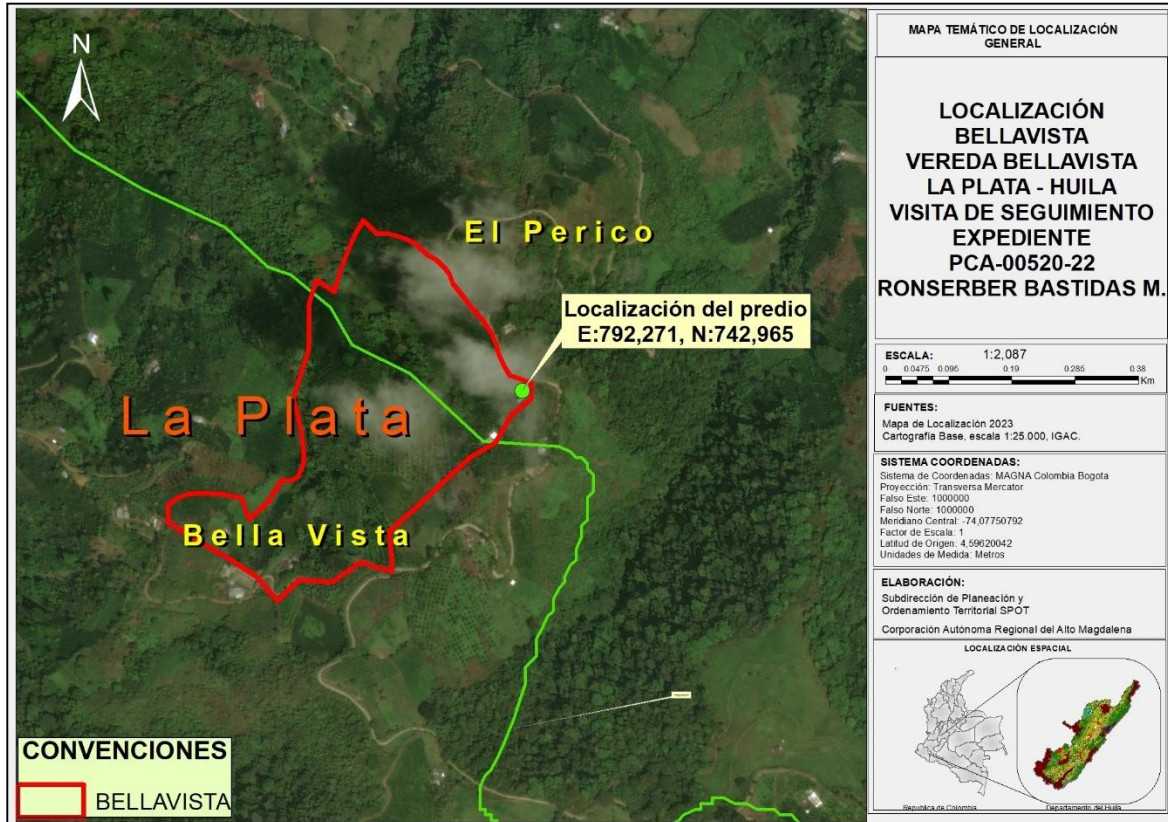 N
El Perico
Localización del predio
E:792,271, N:742,965
La Plata
Bella Vista
CONVENCIONES
BELLAVISTA
MAPA TEMÁTICO DE LOCALIZACIÓN
GENERAL
LOCALIZACIÓN
BELLAVISTA
VEREDA BELLAVISTA
LA PLATA - HUILA
VISITA DE SEGUIMIENTO
EXPEDIENTE
PCA-00520-22
RONSERBER BASTIDAS M.
ESCALA: 1:2,087
0 0.0475 0.095 0.19 0.285 0.38
Km
FUENTES:
Mapa de Localización 2023
Cartografía Base, escala 1:25.000, IGAC.
SISTEMA COORDENADAS:
Sistema de Coordenadas: MAGNA Colombia Bogota
Proyección: Transversa Mercator
Falso Este: 1000000
Falso Norte: 1000000
Meridiano Central: -74,07750792
Factor de Escala: 1
Latitud de Origen: 4,59620042
Unidades de Medida: Metros
ELABORACIÓN:
Subdirección de Planeación y
Ordenamiento Territorial SPOT
Corporación Autónoma Regional del Alto Magdalena
LOCALIZACIÓN ESPACIAL
Republica de Colombia Departamento del Huila